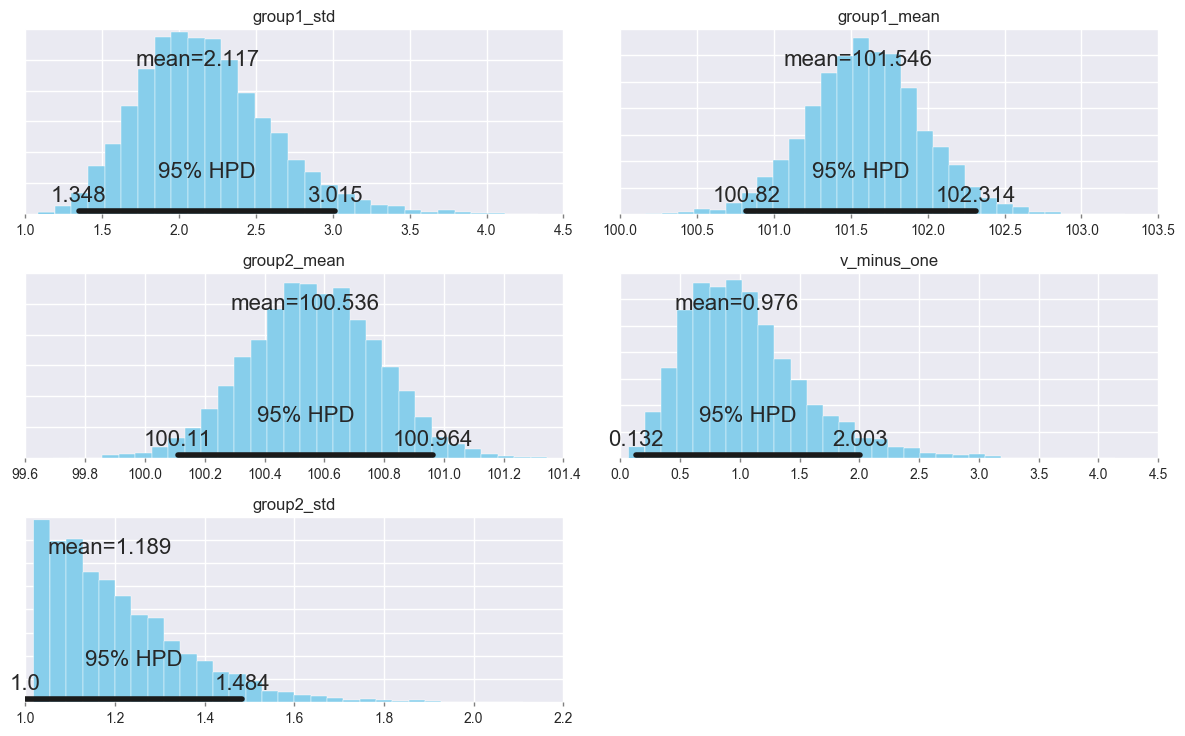 group1_std
mean=2.117
95% HPD
1.348 3.015
1.0 1.5 2.0 2.5 3.0 3.5 4.0 4.5
group1_mean
mean=101.546
95% HPD
100.82 102.314
100.0 100.5 101.0 101.5 102.0 102.5 103.0 103.5
group2_mean
mean=100.536
95% HPD
100.11 100.964
99.6 99.8 100.0 100.2 100.4 100.6 100.8 101.0 101.2 101.4
v_minus_one
mean=0.976
95% HPD
0.132 2.003
0.0 0.5 1.0 1.5 2.0 2.5 3.0 3.5 4.0 4.5
group2_std
mean=1.189
95% HPD
1.0 1.484
1.0 1.2 1.4 1.6 1.8 2.0 2.2